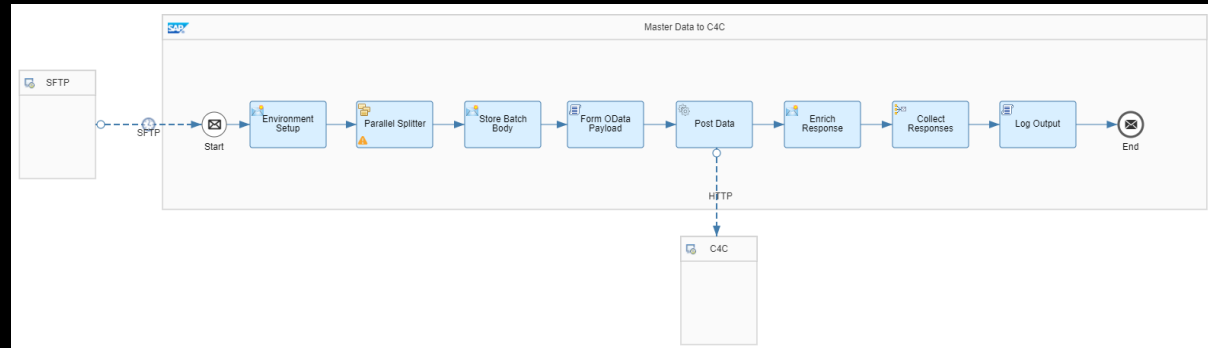 SAP
Master Data to C4C
SFTP
SFTP
Start
Environment
Setup
Parallel Splitter
Store Batch
Body
Form OData
Payload
Post Data
Enrich
Response
Collect
Responses
Log Output
End
HTTP
C4C